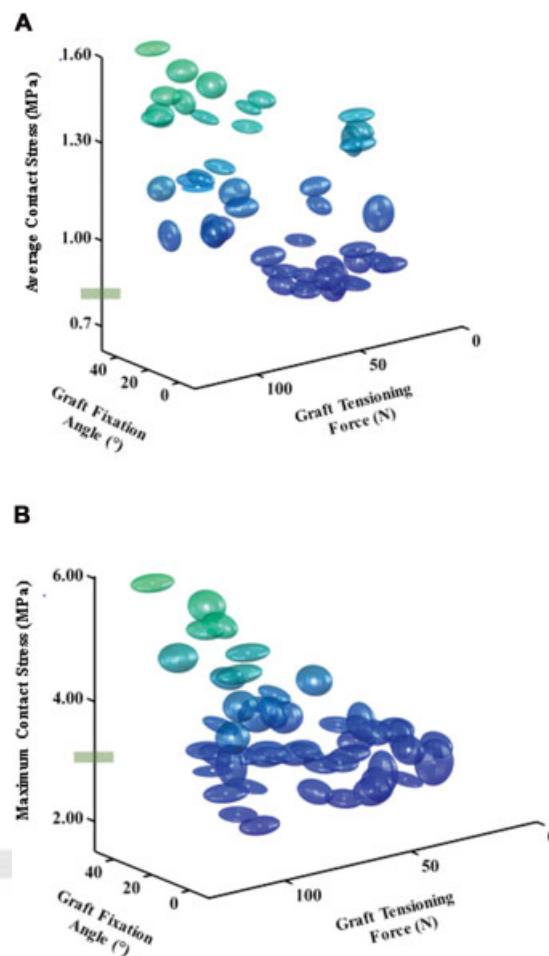 A
1.60
1.30
1.00
0.7
Average Contact Stress (MPa)
40
20
0
Graft Fixation
Angle (°)
100
50
0
Graft Tensioning
Force (N)
B
6.00
4.00
2.00
Maximum Contact Stress (MPa)
40
20
0
Graft Fixation
Angle (°)
100
50
Graft Tensioning
Force (N)